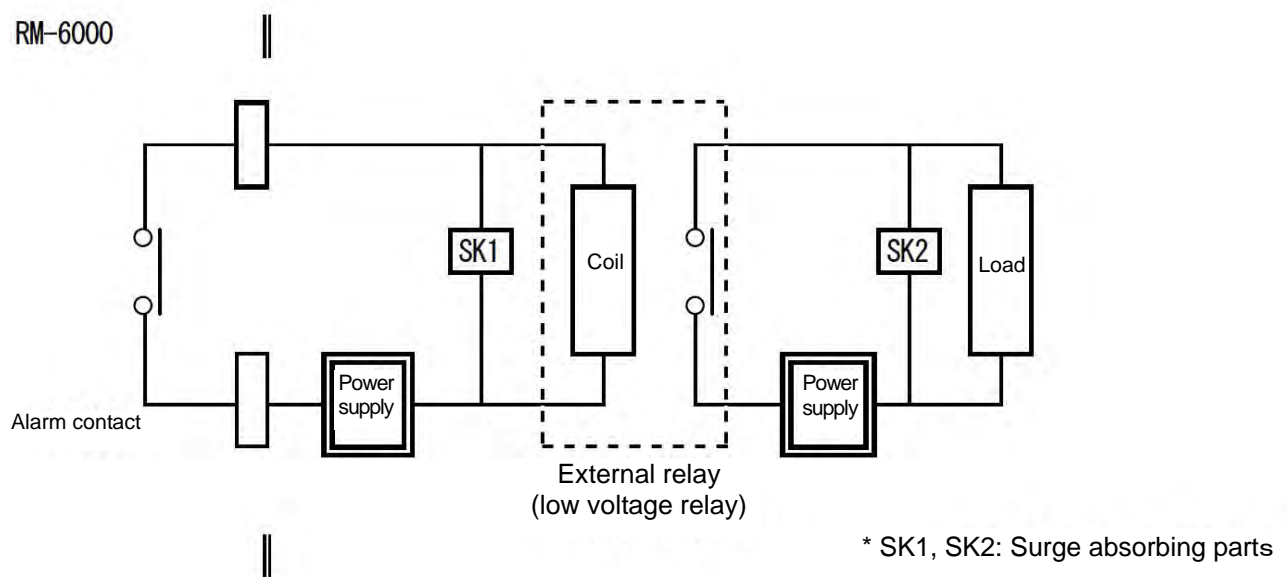 RM-6000
SK1
Coil
SK2
Load
Power
supply
Power
supply
Alarm contact
External relay
(low voltage relay)
* SK1, SK2: Surge absorbing parts